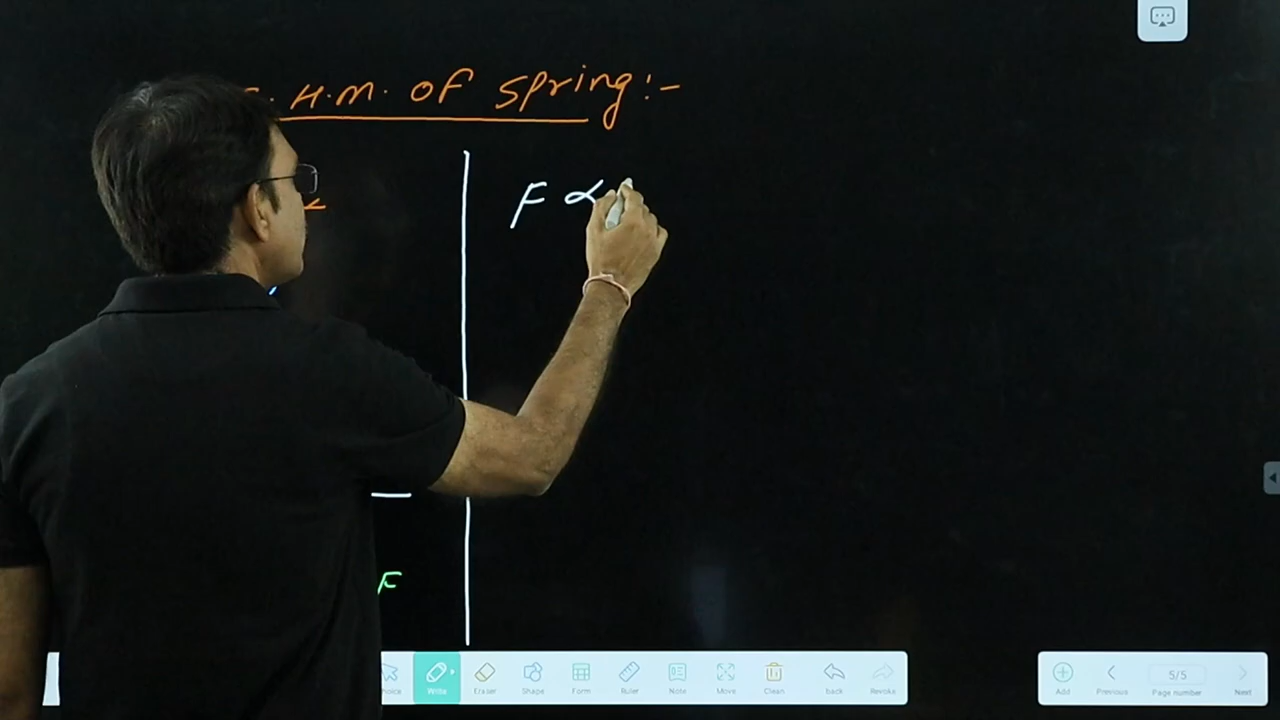 . H.M. OF Spring :-
F ∝
F
Choice Write Eraser Shape Form Ruler Note Move Clean back Revoke
Add Previous 5/5 Page number Next